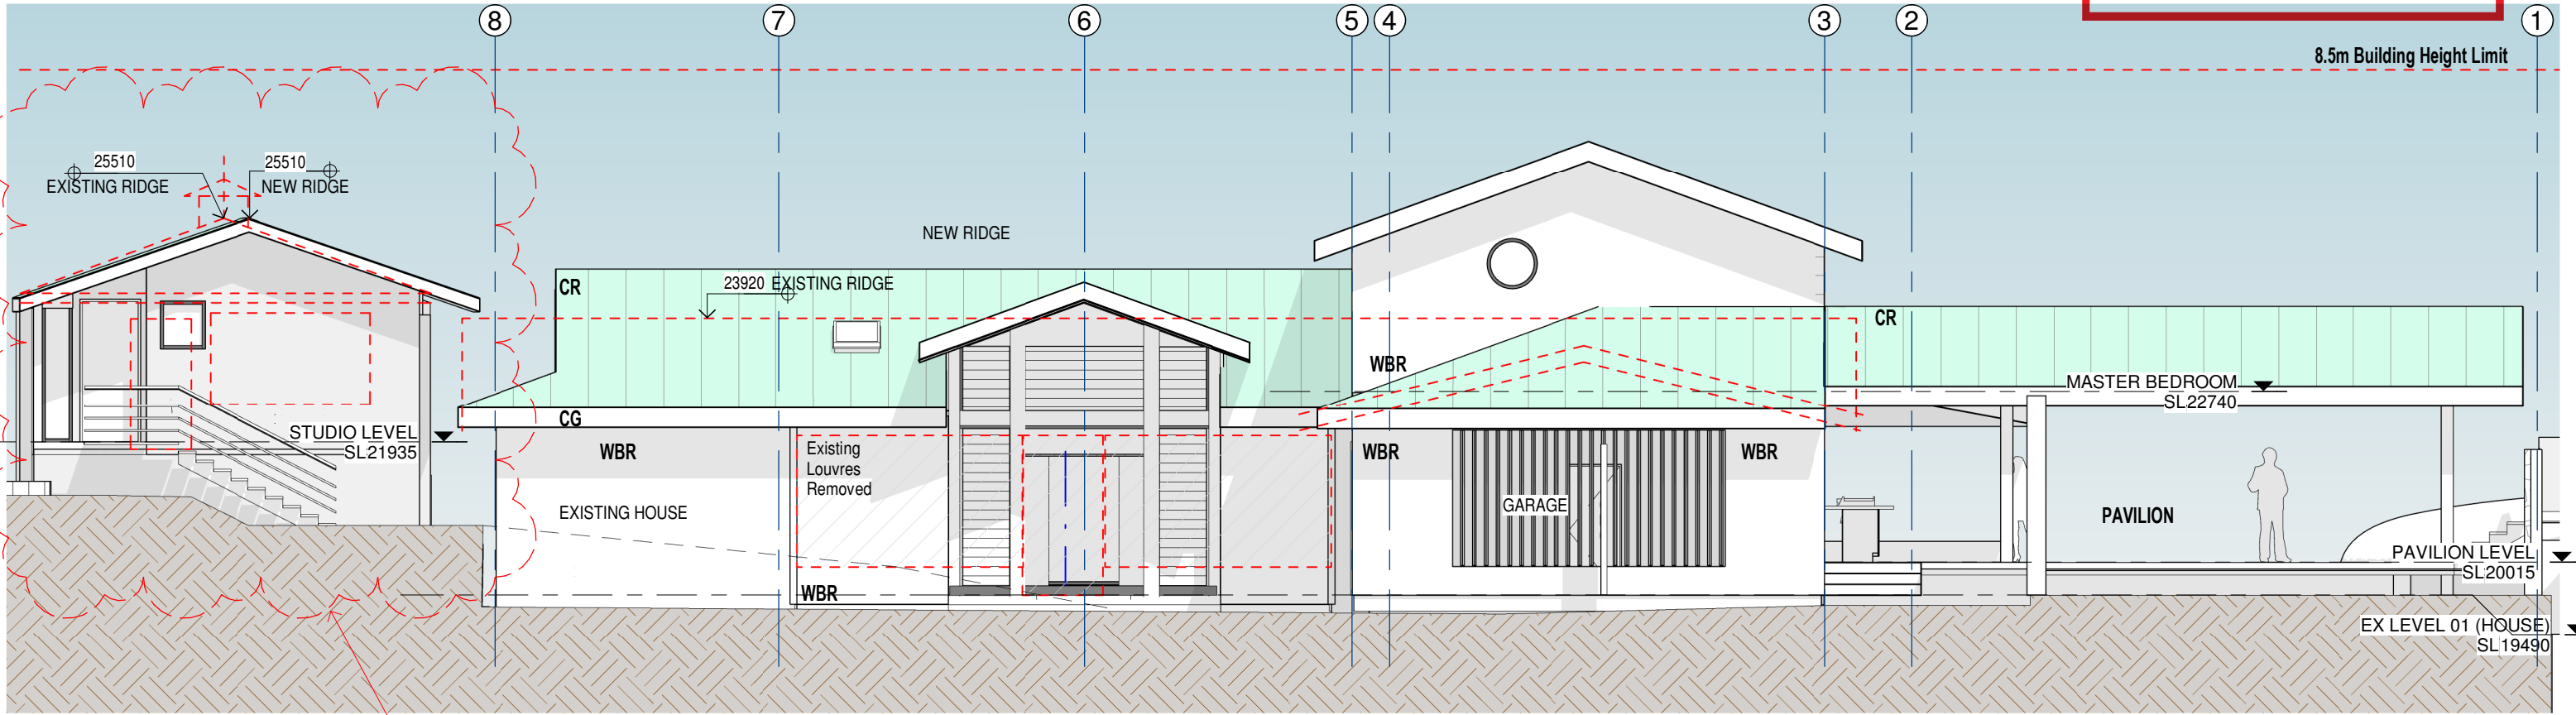 8
7
6
5
4
3
2
1
8.5m Building Height Limit
25510
EXISTING RIDGE
25510
NEW RIDGE
NEW RIDGE
CR
23920 EXISTING RIDGE
CR
WBR
MASTER BEDROOM
SL22740
CG
STUDIO LEVEL
SL21935
WBR
Existing
Louvres
Removed
WBR
WBR
EXISTING HOUSE
GARAGE
PAVILION
PAVILION LEVEL
SL20015
WBR
EX LEVEL 01 (HOUSE)
SL19490